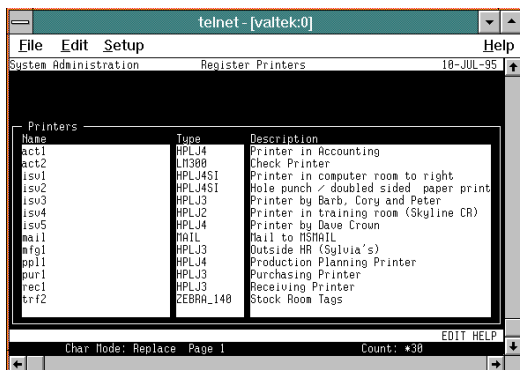 telnet - [valtek:0]
File Edit Setup Help
System Administration Register Printers 10-JUL-95
Printers
Name Type Description
act1 HPLJ4 Printer in Accounting
act2 LM300 Check Printer
isv1 HPLJ4SI Printer in computer room to right
isv2 HPLJ4SI Hole punch / doubled sided paper print
isv3 HPLJ3 Printer by Barb, Cory and Peter
isv4 HPLJ2 Printer in training room (Skyline CR)
isv5 HPLJ4 Printer by Dave Crown
mail MAIL Mail to MSMAIL
mfg1 HPLJ3 Outside HR (Sylvia's)
ppl1 HPLJ4 Production Planning Printer
pur1 HPLJ3 Purchasing Printer
rec1 HPLJ3 Receiving Printer
trf2 ZEBRA_140 Stock Room Tags
EDIT HELP
Char Mode: Replace Page 1 Count: *30